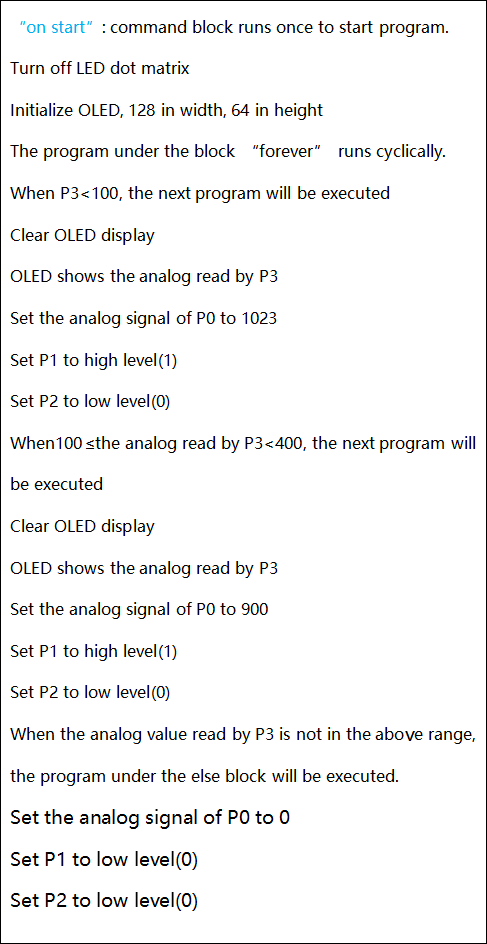 “on start“ : command block runs once to start program.
Turn off LED dot matrix
Initialize OLED, 128 in width, 64 in height
The program under the block “forever” runs cyclically.
When P3<100, the next program will be executed
Clear OLED display
OLED shows the analog read by P3
Set the analog signal of P0 to 1023
Set P1 to high level(1)
Set P2 to low level(0)
When100≤the analog read by P3<400, the next program will
be executed
Clear OLED display
OLED shows the analog read by P3
Set the analog signal of P0 to 900
Set P1 to high level(1)
Set P2 to low level(0)
When the analog value read by P3 is not in the above range,
the program under the else block will be executed.
Set the analog signal of P0 to 0
Set P1 to low level(0)
Set P2 to low level(0)